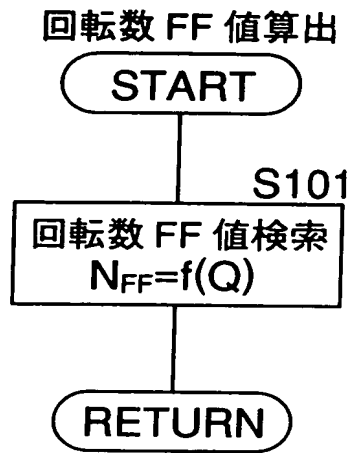 回転数 FF 値算出
START
S101
回転数 FF 値検索
NFF=f(Q)
RETURN